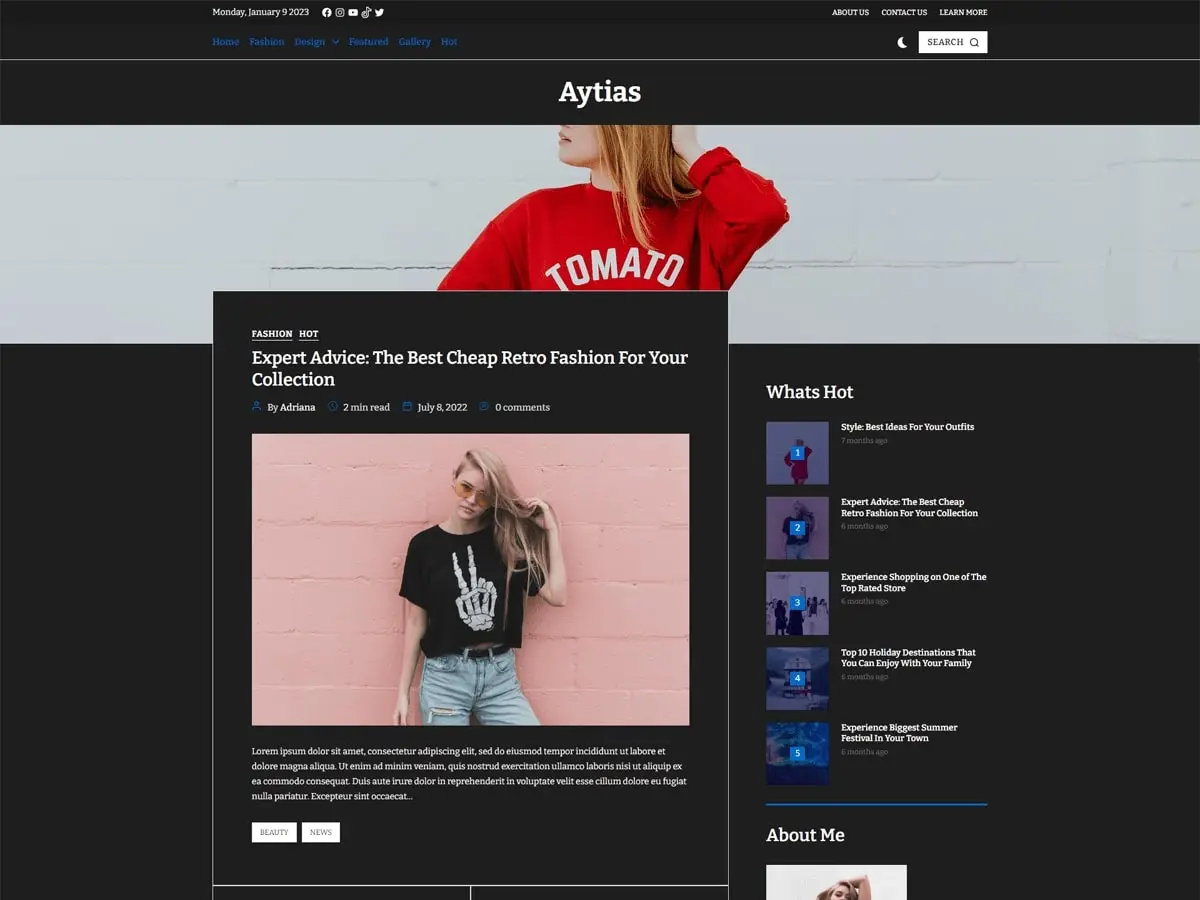 Monday, January 9 2023
ABOUT US CONTACT US LEARN MORE
Home Fashion Design Featured Gallery Hot
SEARCH
Aytias
TOMATO
FASHION HOT
Expert Advice: The Best Cheap Retro Fashion For Your
Collection
By Adriana 2 min read July 8, 2022 0 comments
Lorem ipsum dolor sit amet, consectetur adipiscing elit, sed do eiusmod tempor incididunt ut labore et
dolore magna aliqua. Ut enim ad minim veniam, quis nostrud exercitation ullamco laboris nisi ut aliquip ex
ea commodo consequat. Duis aute irure dolor in reprehenderit in voluptate velit esse cillum dolore eu fugiat
nulla pariatur. Excepteur sint occaecat...
BEAUTY NEWS
Whats Hot
1
Style: Best Ideas For Your Outfits
7 months ago
2
Expert Advice: The Best Cheap
Retro Fashion For Your Collection
6 months ago
3
Experience Shopping on One of The
Top Rated Store
6 months ago
4
Top 10 Holiday Destinations That
You Can Enjoy With Your Family
6 months ago
5
Experience Biggest Summer
Festival In Your Town
6 months ago
About Me